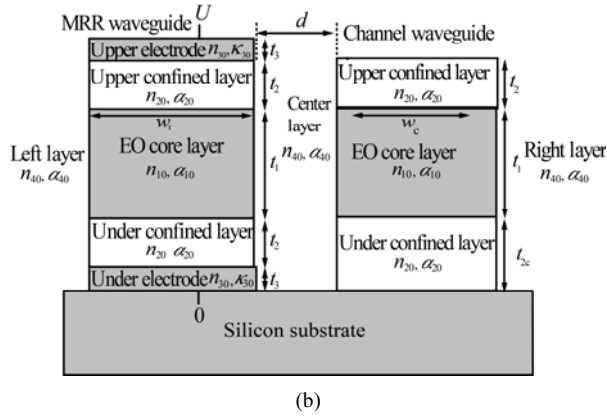 MRR waveguide
U
d
Channel waveguide
Upper electrode n30, κ30
t3
Upper confined layer
n20, α20
t2
Upper confined layer
n20, α20
t2
Left layer
n40, α40
wr
EO core layer
n10, α10
t1
Center layer
n40, α40
wc
EO core layer
n10, α10
t1
Right layer
n40, α40
Under confined layer
n20 α20
t2
Under confined layer
n20, α20
t2c
Under electrode n30, κ30
t3
0
Silicon substrate
(b)